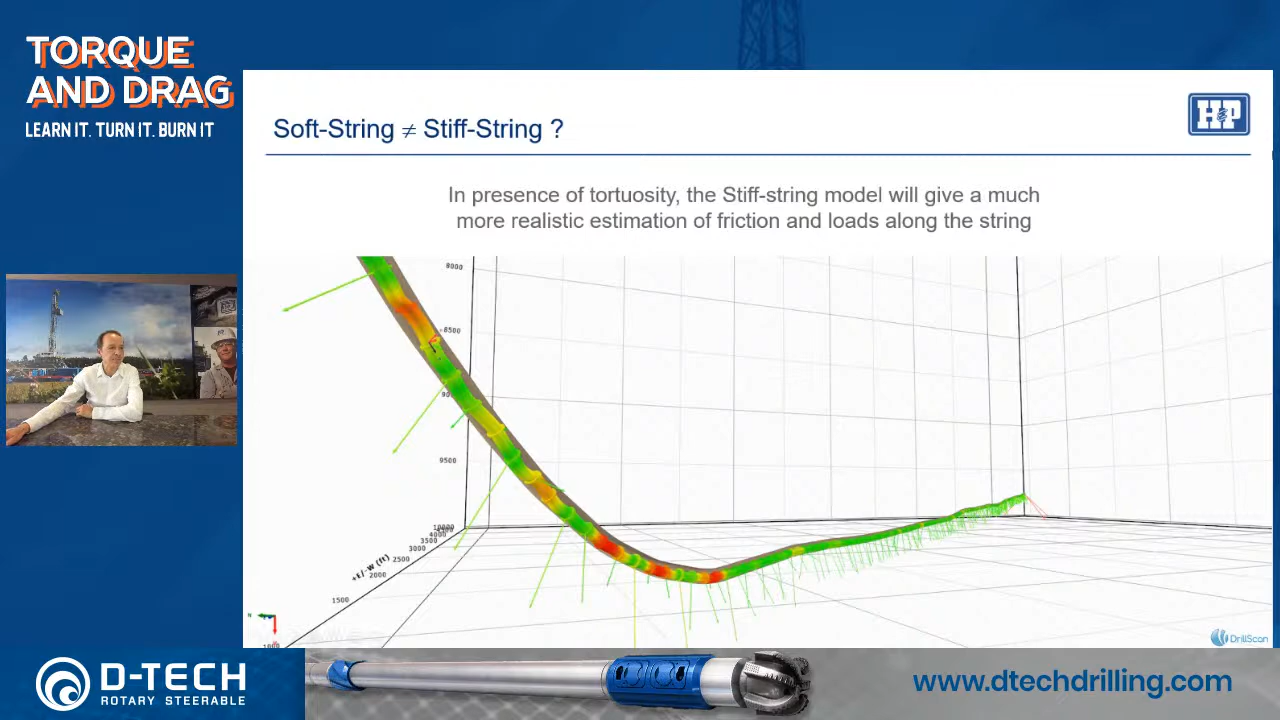 TORQUE
AND DRAG
LEARN IT. TURN IT. BURN IT
Soft-String ≠ Stiff-String ?
H&P
In presence of tortuosity, the Stiff-string model will give a much
more realistic estimation of friction and loads along the string
8000
8500
9500
10000
4000
3500
3000
2500
2000
1500
DrillScan
D-TECH
ROTARY STEERABLE
www.dtechdrilling.com